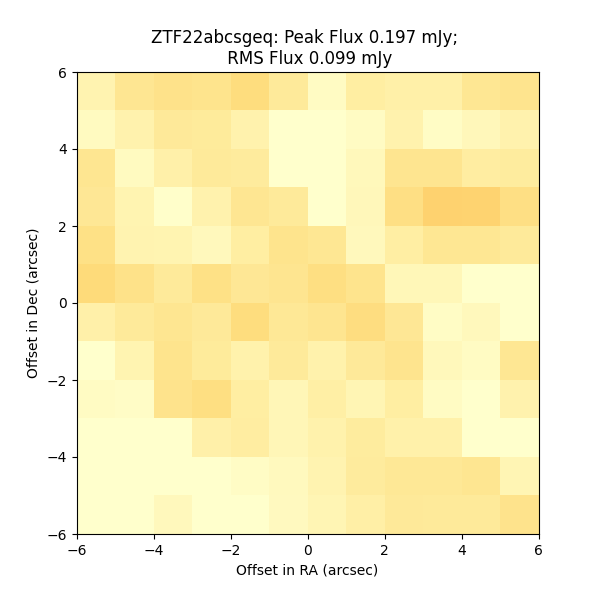 ZTF22abcsgeq: Peak Flux 0.197 mJy;
RMS Flux 0.099 mJy
6
4
2
0
−2
−4
−6
Offset in Dec (arcsec)
−6 −4 −2 0 2 4 6
Offset in RA (arcsec)